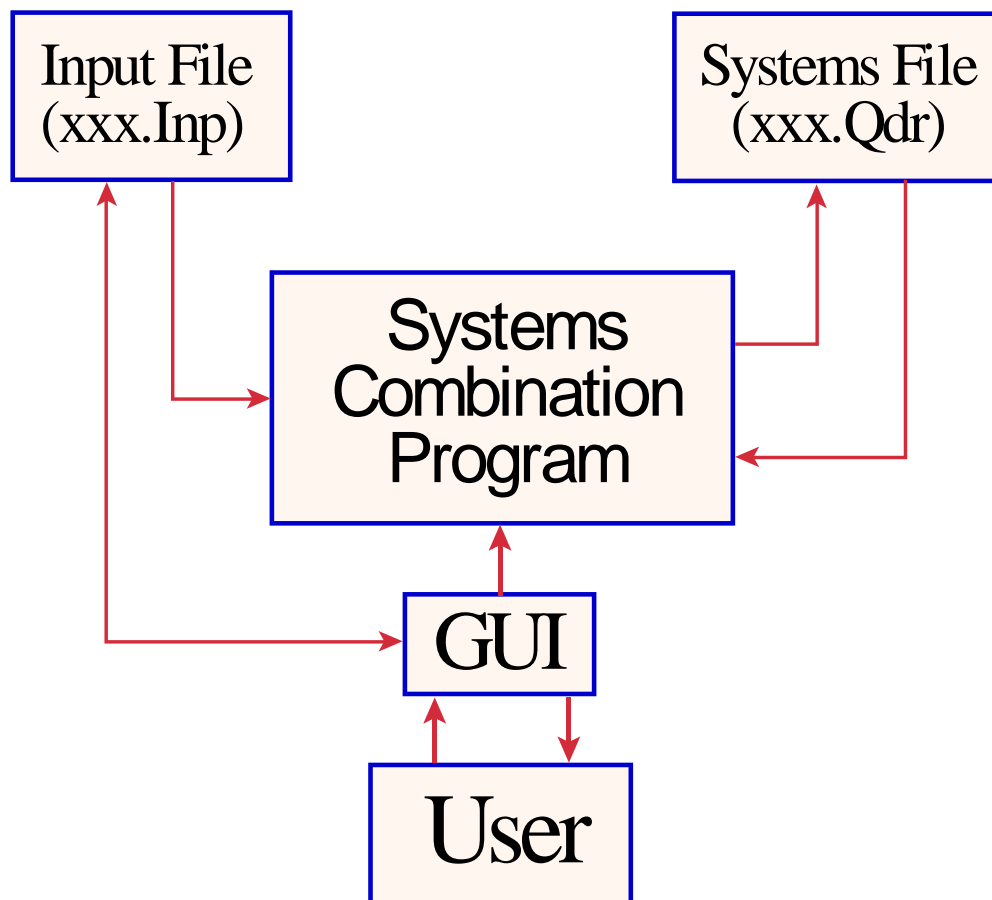 Input File
(xxx.Inp)
Systems File
(xxx.Qdr)
Systems
Combination
Program
GUI
User